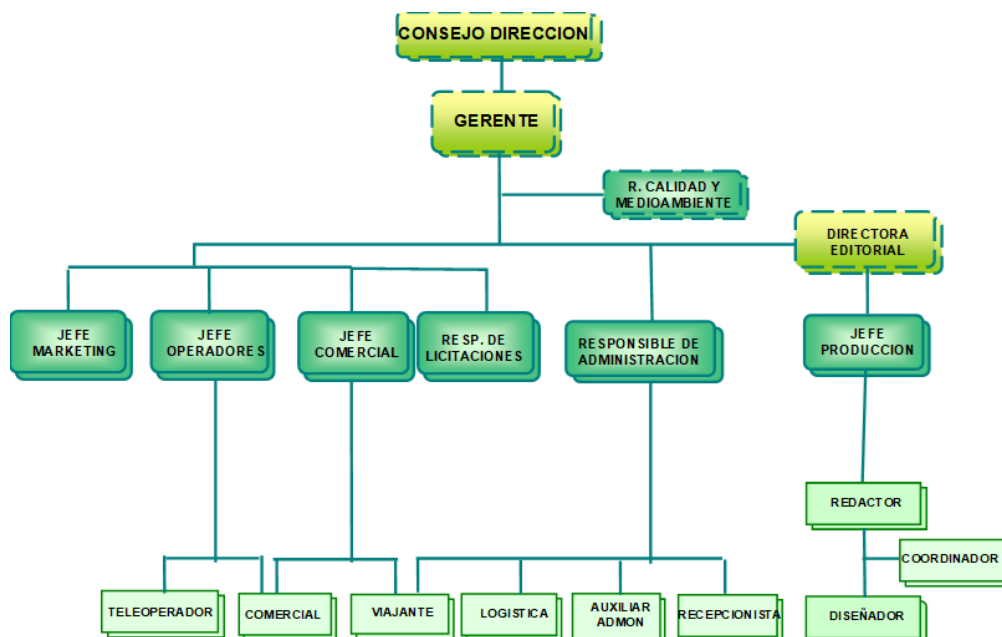 CONSEJO DIRECCION
GERENTE
R. CALIDAD Y
MEDIOAMBIENTE
DIRECTORA
EDITORIAL
JEFE
MARKETING
JEFE
OPERADORES
JEFE
COMERCIAL
RESP. DE
LICITACIONES
RESPONSIBLE DE
ADMINISTRACION
JEFE
PRODUCCION
REDACTOR
COORDINADOR
TELEOPERADOR
COMERCIAL
VIAJANTE
LOGISTICA
AUXILIAR
ADMON
RECEPCIONISTA
DISEÑADOR